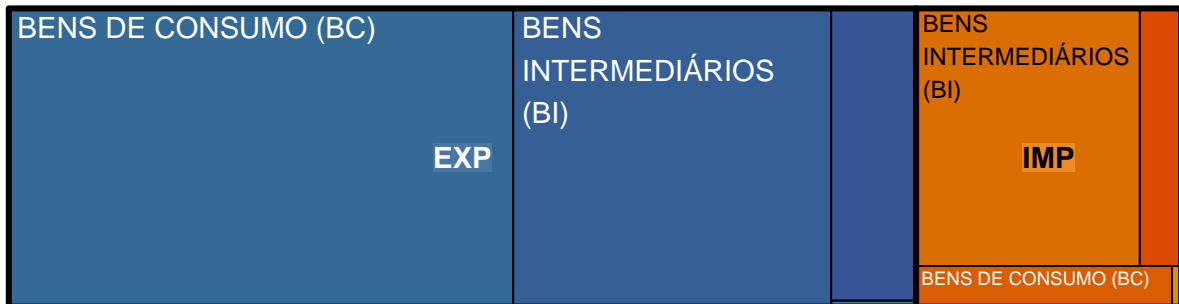 BENS DE CONSUMO (BC)
EXP
BENS
INTERMEDIÁRIOS
(BI)
BENS
INTERMEDIÁRIOS
(BI)
IMP
BENS DE CONSUMO (BC)